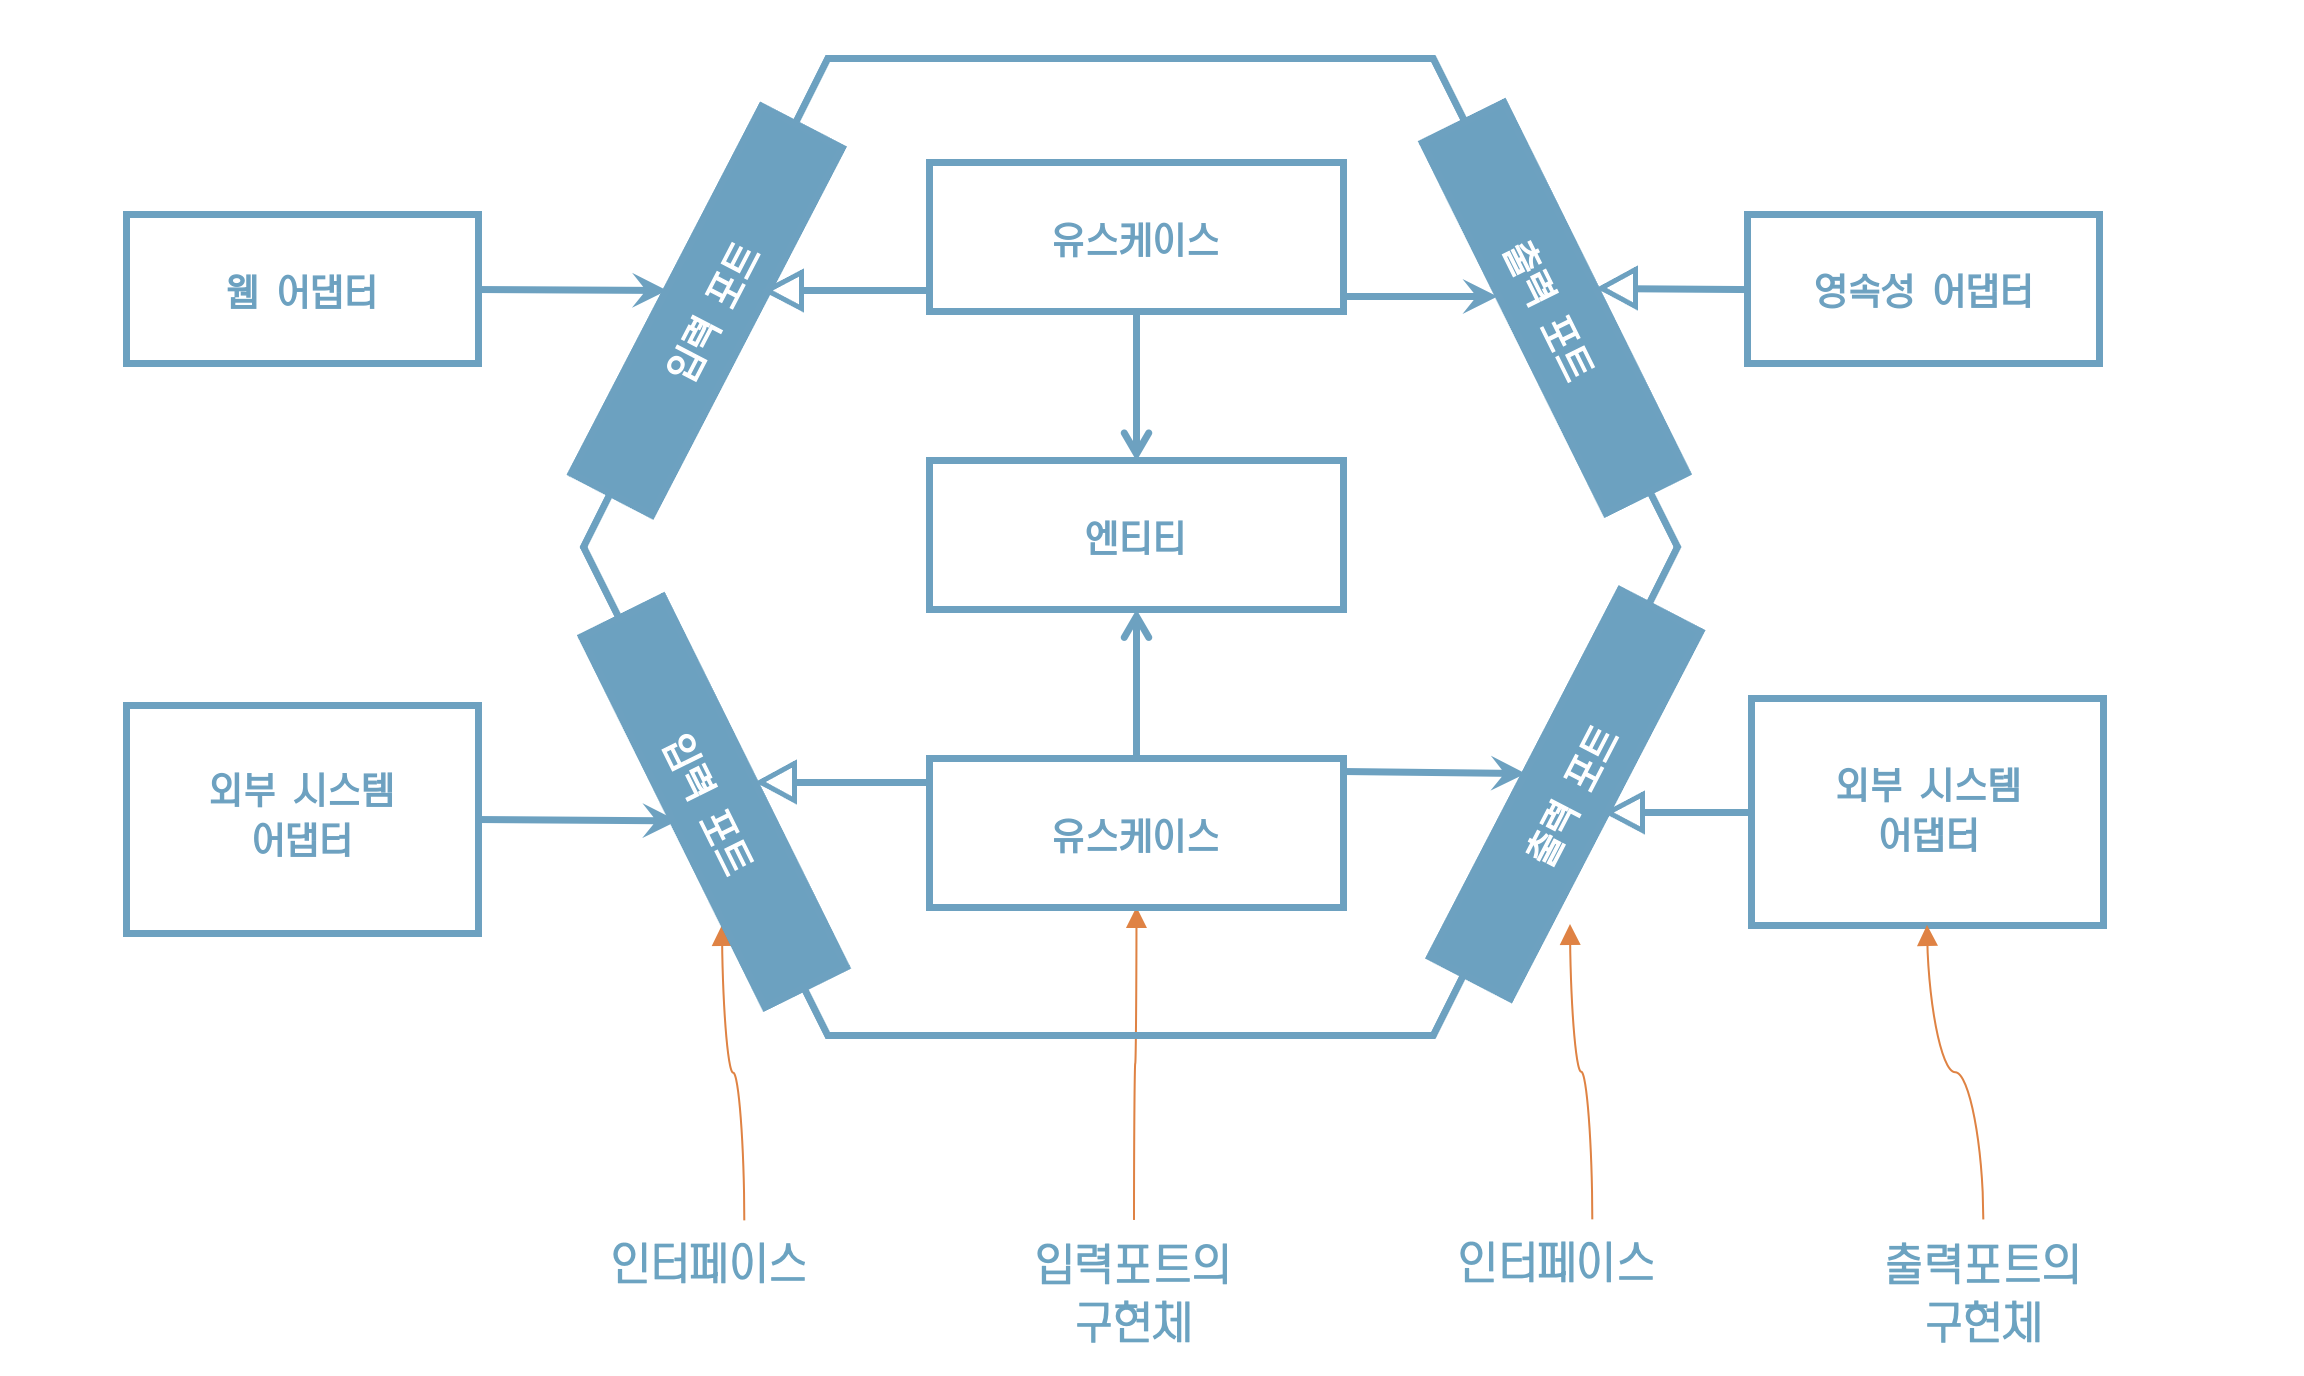 유스케이스
웹 어댑터
입력 포트
출력 포트
영속성 어댑터
엔티티
외부 시스템
어댑터
입력 포트
유스케이스
출력 포트
외부 시스템
어댑터
인터페이스
입력포트의
구현체
인터페이스
출력포트의
구현체